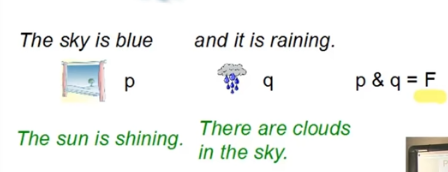 The sky is blue and it is raining.
p q p & q = F
The sun is shining. There are clouds
in the sky.